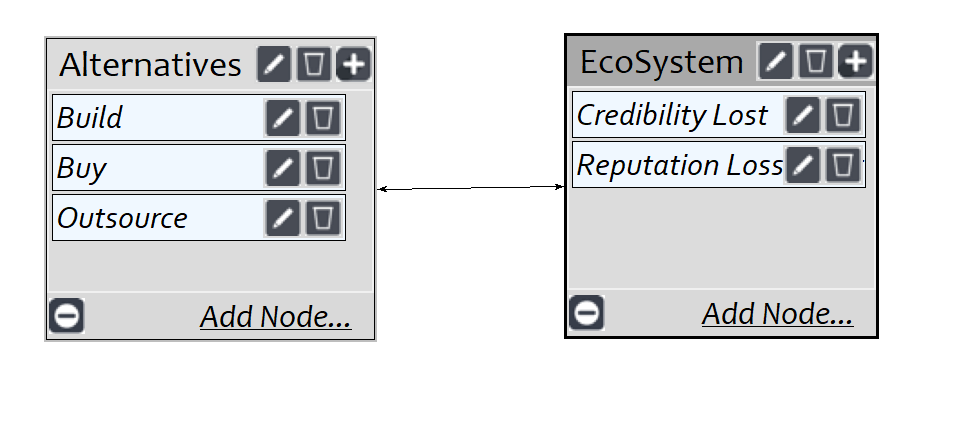 Alternatives
Build
Buy
Outsource
Add Node...
EcoSystem
Credibility Lost
Reputation Loss
Add Node...